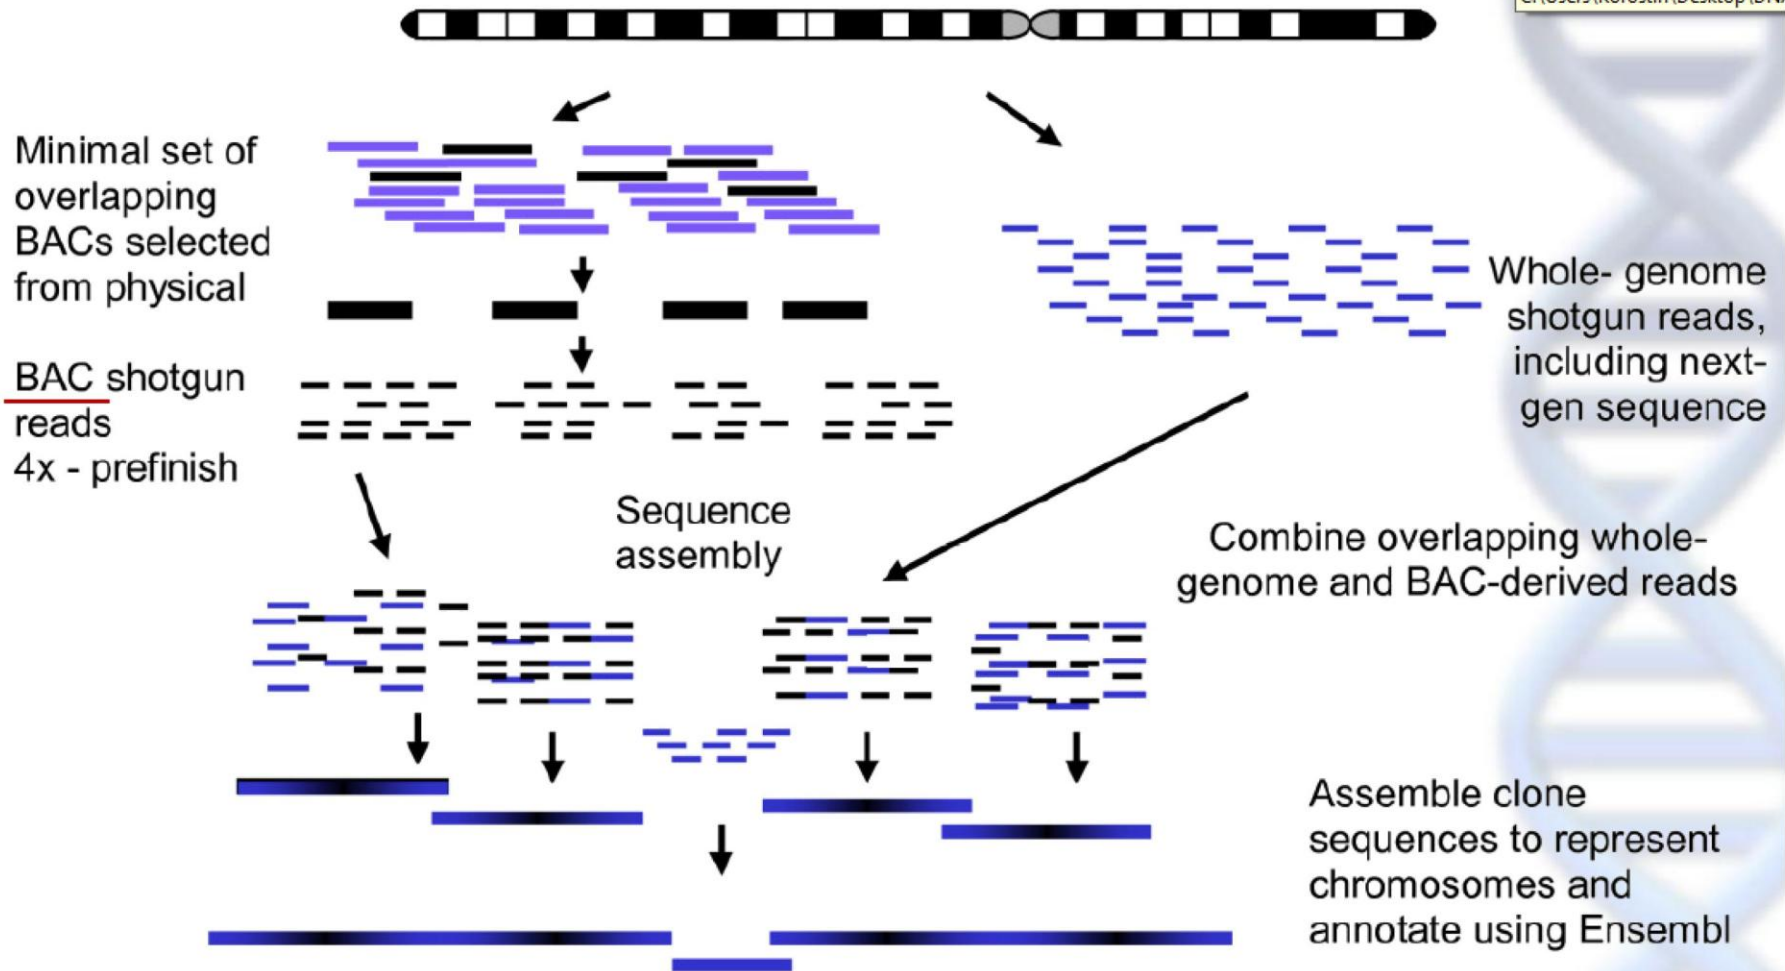 Minimal set of
overlapping
BACs selected
from physical
BAC shotgun
reads
4x - prefinish
Whole- genome
shotgun reads,
including next-
gen sequence
Sequence
assembly
Combine overlapping whole-
genome and BAC-derived reads
Assemble clone
sequences to represent
chromosomes and
annotate using Ensembl